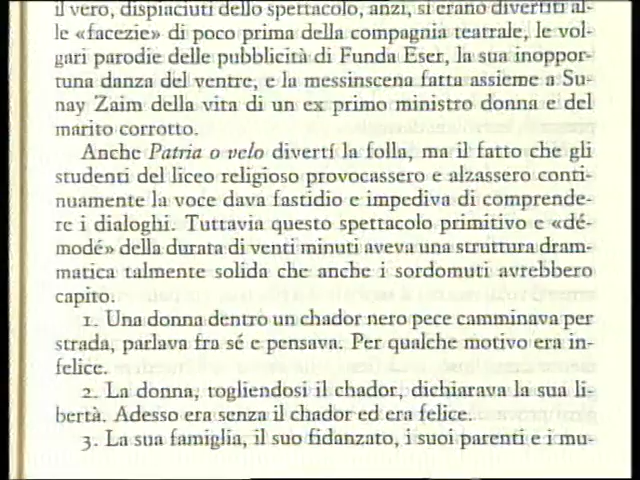 il vero, dispiaciuti dello spettacolo, anzi, si erano divertiti al-
le «facezie» di poco prima della compagnia teatrale, le vol-
gari parodie delle pubblicità di Funda Eser, la sua inoppor-
tuna danza del ventre, e la messinscena fatta assieme a Su-
nay Zaim della vita di un ex primo ministro donna e del
marito corrotto.
Anche Patria o velo divertí la folla, ma il fatto che gli
studenti del liceo religioso provocassero e alzassero conti-
nuamente la voce dava fastidio e impediva di comprende-
re i dialoghi. Tuttavia questo spettacolo primitivo e «dé-
modé» della durata di venti minuti aveva una struttura dram-
matica talmente solida che anche i sordomuti avrebbero
capito.
1. Una donna dentro un chador nero pece camminava per
strada, parlava fra sé e pensava. Per qualche motivo era in-
felice.
2. La donna, togliendosi il chador, dichiarava la sua li-
bertà. Adesso era senza il chador ed era felice.
3. La sua famiglia, il suo fidanzato, i suoi parenti e i mu-